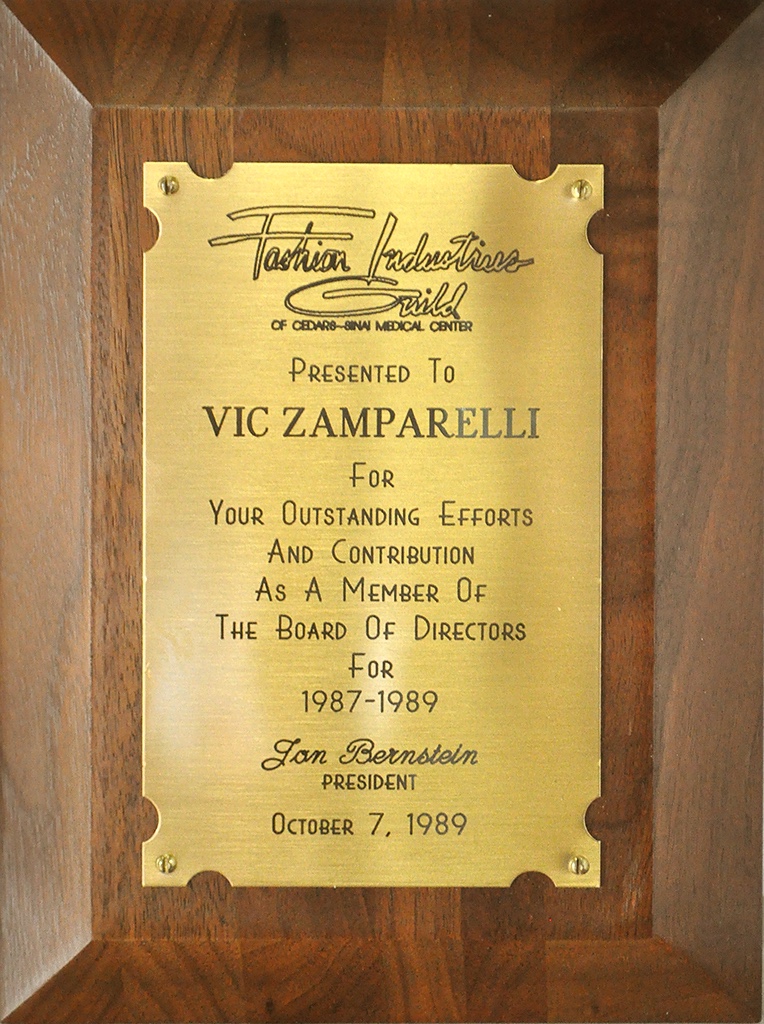 Fashion Industries
Guild
OF CEDARS-SINAI MEDICAL CENTER
PRESENTED TO
VIC ZAMPARELLI
FOR
YOUR OUTSTANDING EFFORTS
AND CONTRIBUTION
AS A MEMBER OF
THE BOARD OF DIRECTORS
FOR
1987-1989
Jan Bernstein
PRESIDENT
OCTOBER 7, 1989